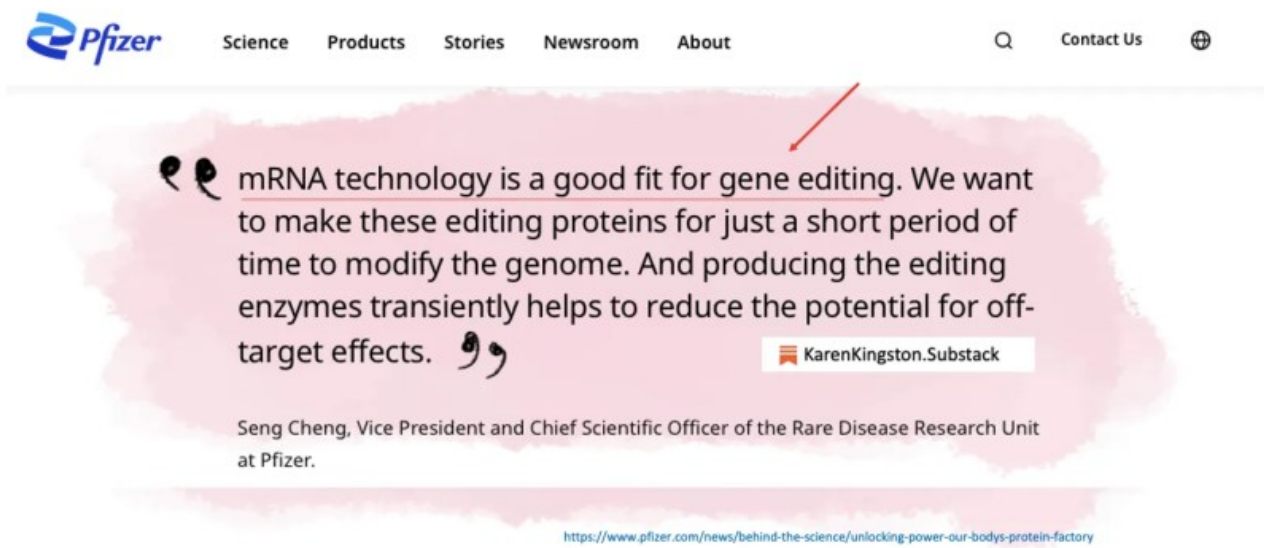 Pfizer Science Products Stories Newsroom About Contact Us
“ mRNA technology is a good fit for gene editing. We want
to make these editing proteins for just a short period of
time to modify the genome. And producing the editing
enzymes transiently helps to reduce the potential for off-
target effects. ”
KarenKingston.Substack
Seng Cheng, Vice President and Chief Scientific Officer of the Rare Disease Research Unit
at Pfizer.
https://www.pfizer.com/news/behind-the-science/unlocking-power-our-bodys-protein-factory